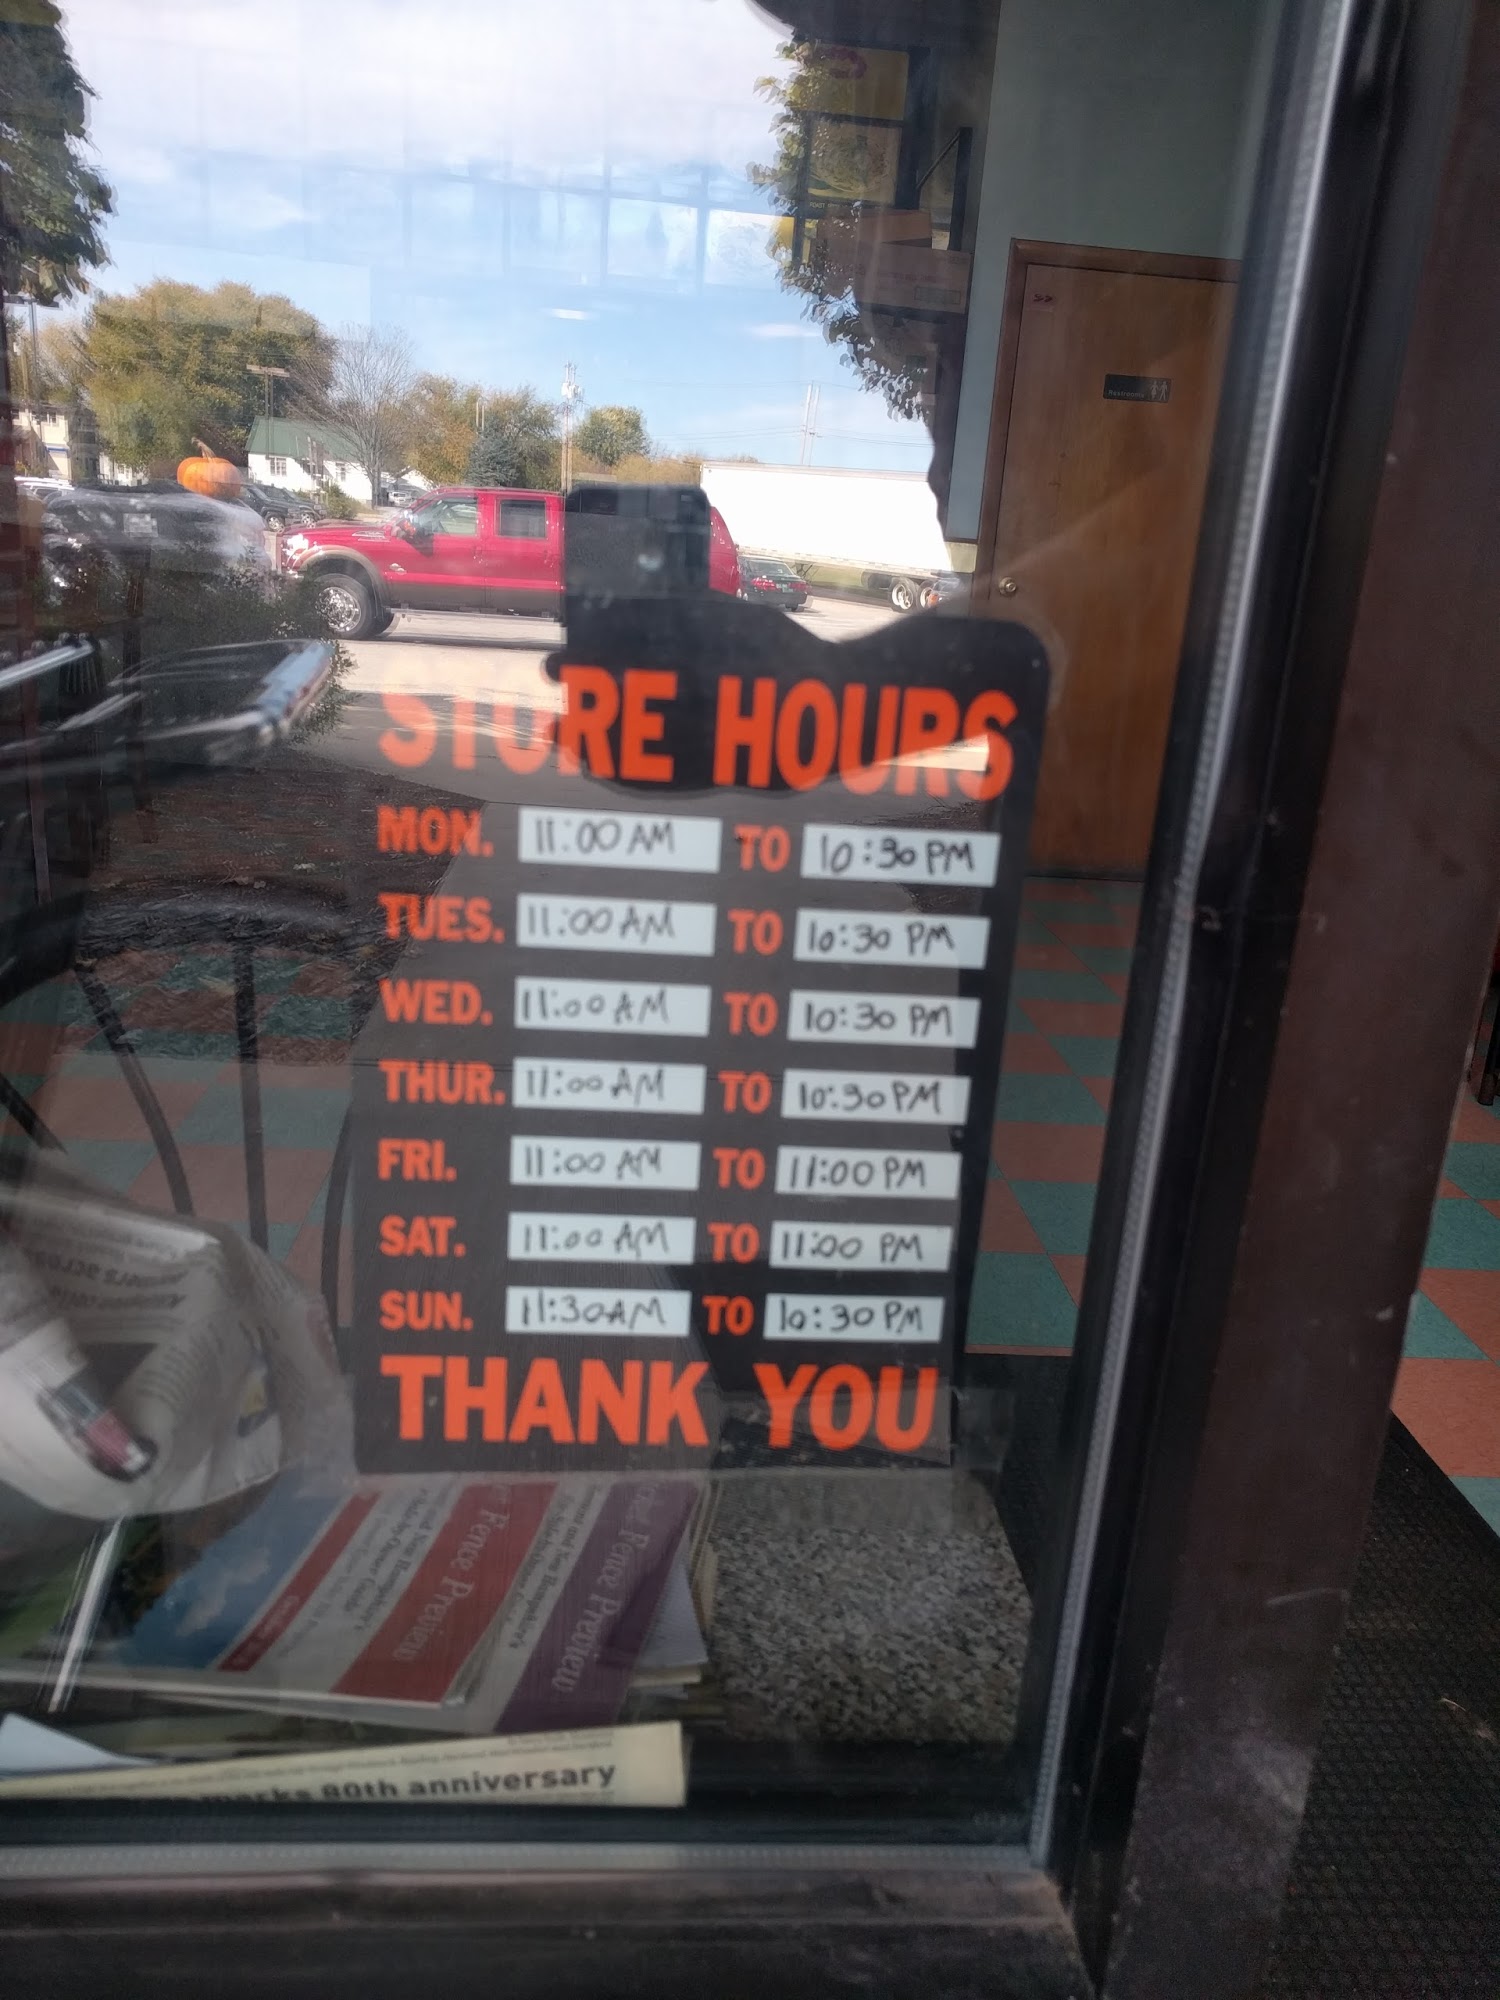 Restrooms
STORE HOURS
MON. 11:00 AM TO 10:30 PM
TUES. 11:00 AM TO 10:30 PM
WED. 11:00 AM TO 10:30 PM
THUR. 11:00 AM TO 10:30 PM
FRI. 11:00 AM TO 11:00 PM
SAT. 11:00 AM TO 11:00 PM
SUN. 11:30 AM TO 10:30 PM
THANK YOU
Fence Preview
Fence Preview
marks 80th anniversary